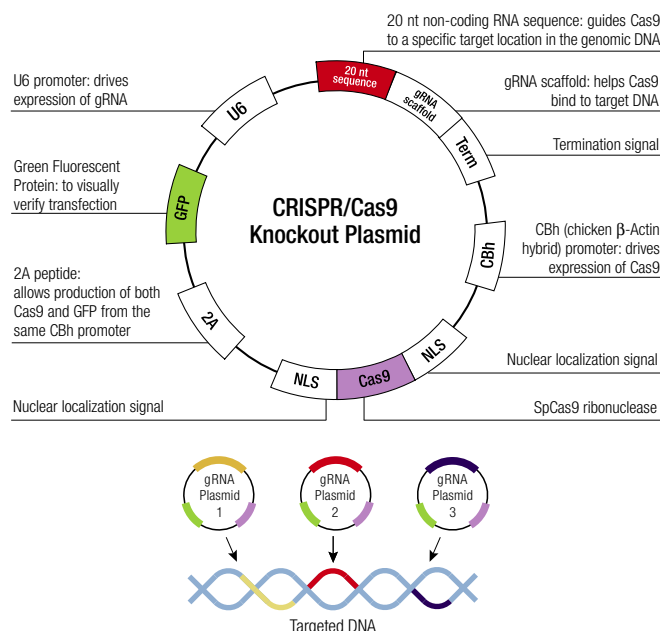 20 nt non-coding RNA sequence: guides Cas9
to a specific target location in the genomic DNA
20 nt
sequence
gRNA
scaffold
gRNA scaffold: helps Cas9
bind to target DNA
Term
Termination signal
U6 promoter: drives
expression of gRNA
U6
Green Fluorescent
Protein: to visually
verify transfection
GFP
CRISPR/Cas9
Knockout Plasmid
CBh
CBh (chicken β-Actin
hybrid) promoter: drives
expression of Cas9
2A peptide:
allows production of both
Cas9 and GFP from the
same CBh promoter
2A
NLS
Cas9
NLS
Nuclear localization signal
Nuclear localization signal
SpCas9 ribonuclease
gRNA
Plasmid
1
gRNA
Plasmid
2
gRNA
Plasmid
3
Targeted DNA